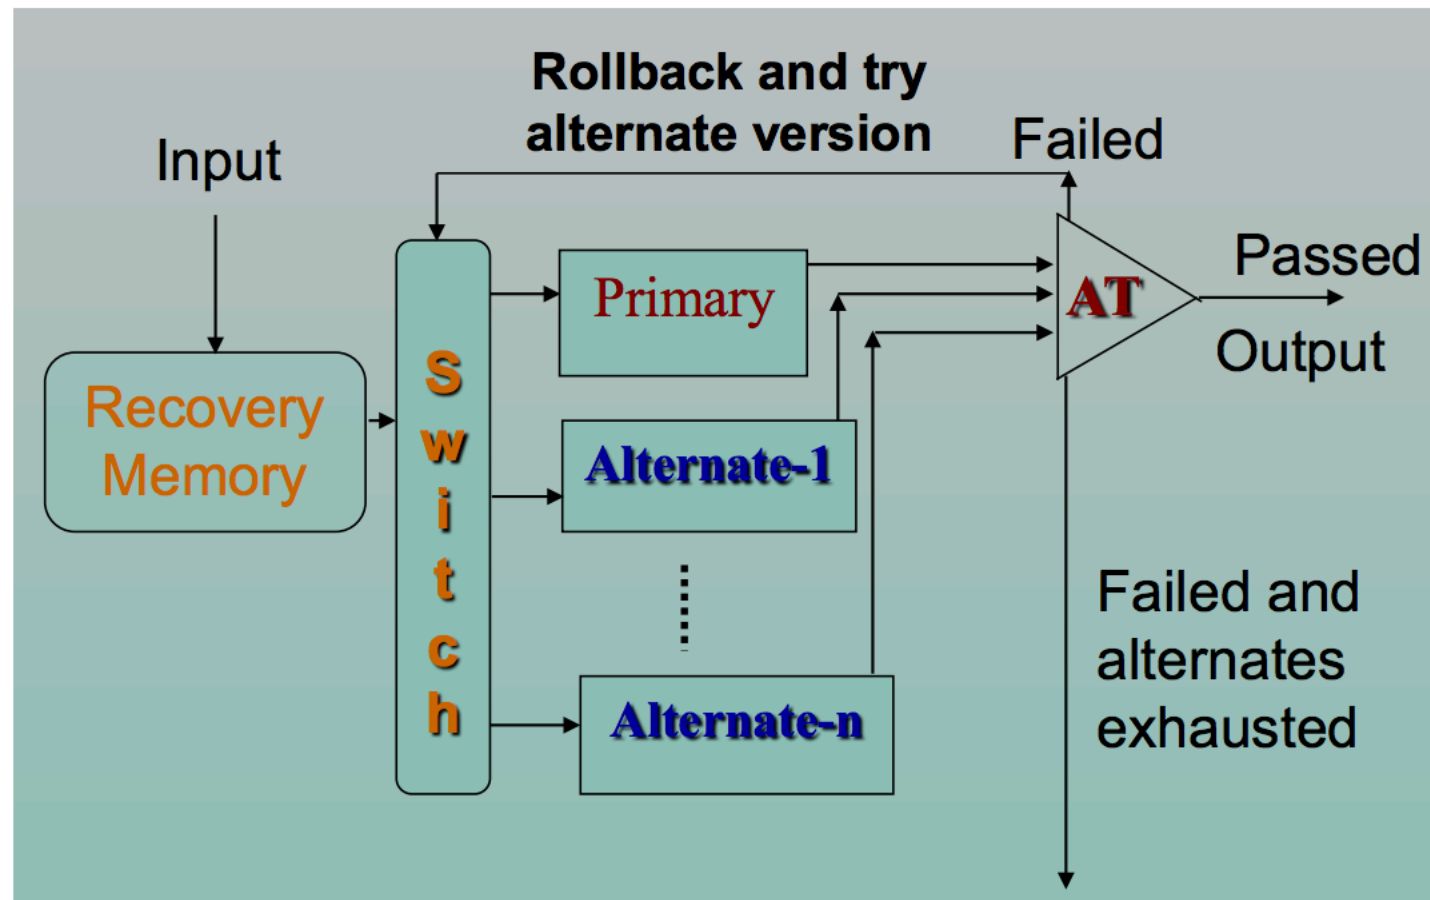 Rollback and try
alternate version
Failed
Input
Passed
Output
Primary
AT
Switch
Recovery
Memory
Alternate-1
Failed and
alternates
exhausted
Alternate-n